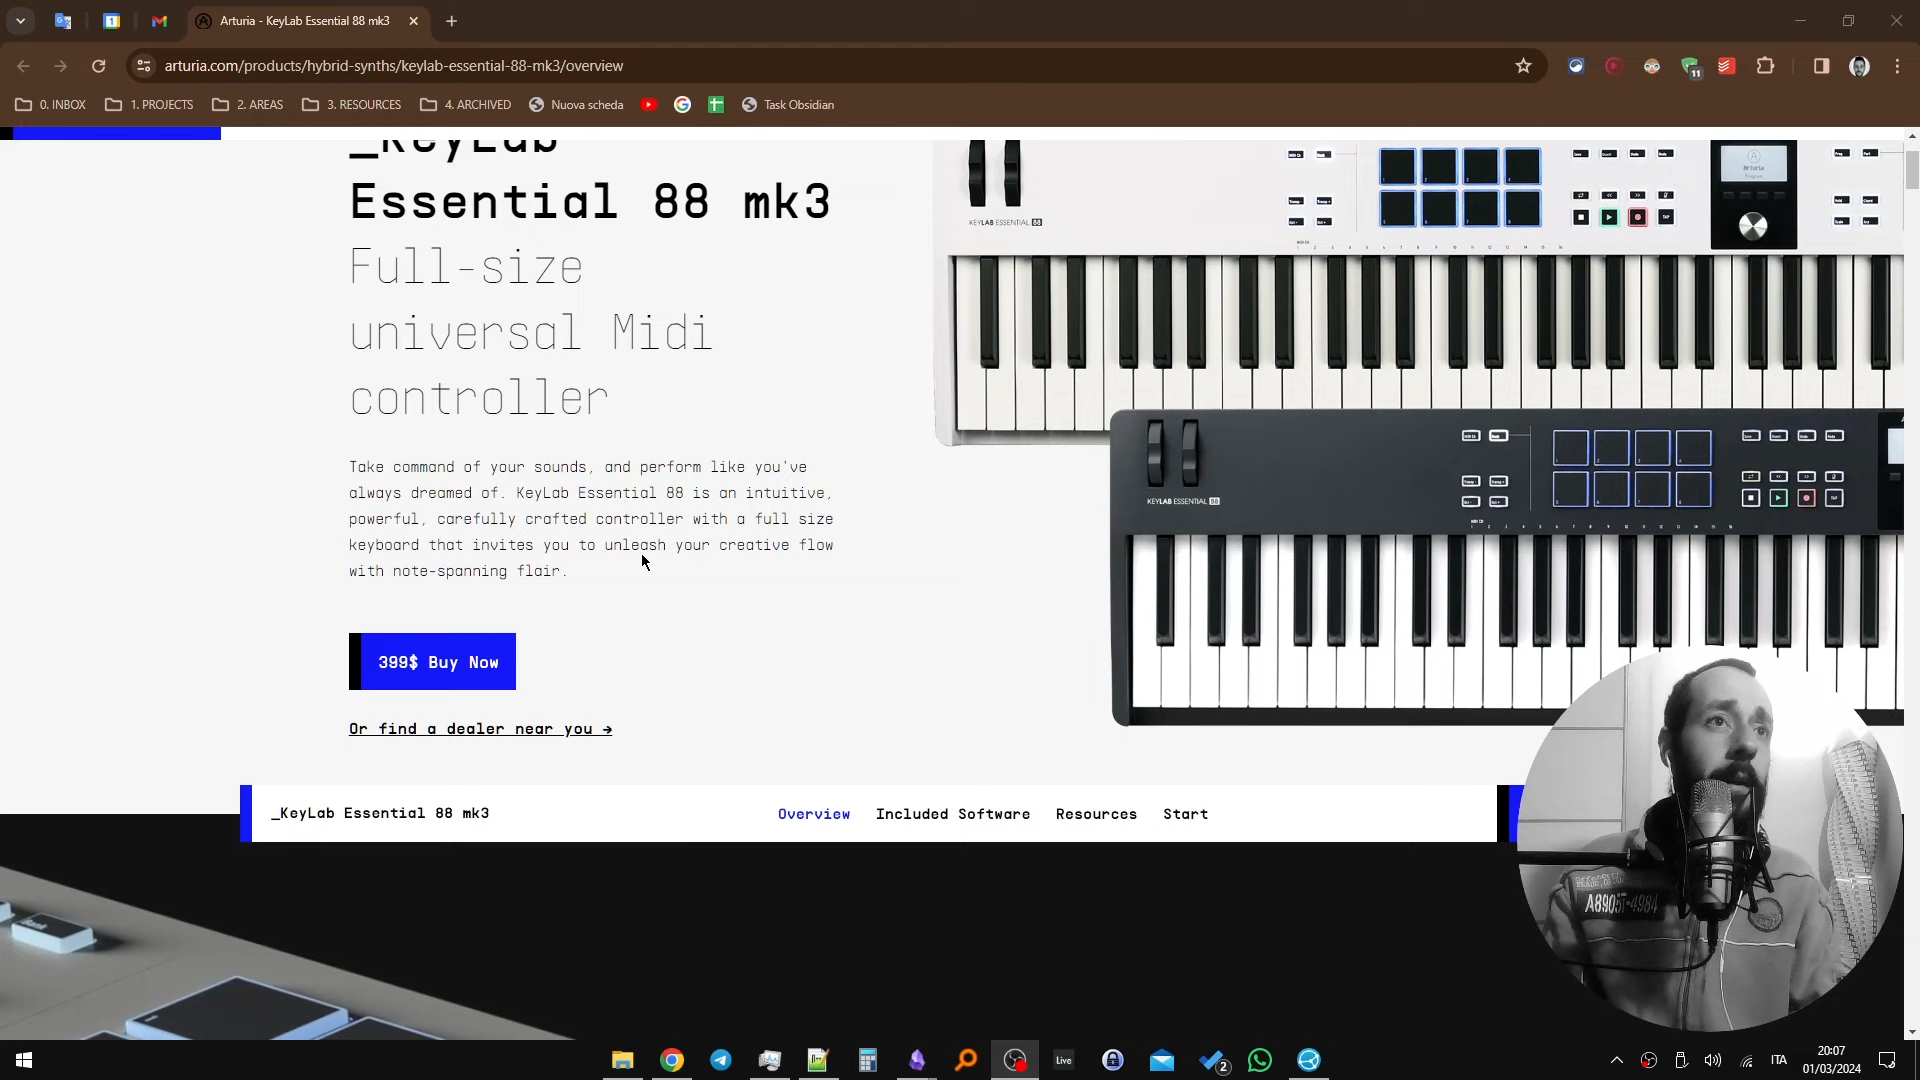 Arturia - KeyLab Essential 88 mk3
arturia.com/products/hybrid-synths/keylab-essential-88-mk3/overview
11
0. INBOX
1. PROJECTS
2. AREAS
3. RESOURCES
4. ARCHIVED
Nuova scheda
Task Obsidian
_KeyLab
Essential 88 mk3
Full-size
universal Midi
controller
Take command of your sounds, and perform like you've
always dreamed of. KeyLab Essential 88 is an intuitive,
powerful, carefully crafted controller with a full size
keyboard that invites you to unleash your creative flow
with note-spanning flair.
399$ Buy Now
Or find a dealer near you →
KEYLAB ESSENTIAL 88
KEYLAB ESSENTIAL 88
_KeyLab Essential 88 mk3
Overview
Included Software
Resources
Start
Live
2
ITA
20:07
01/03/2024